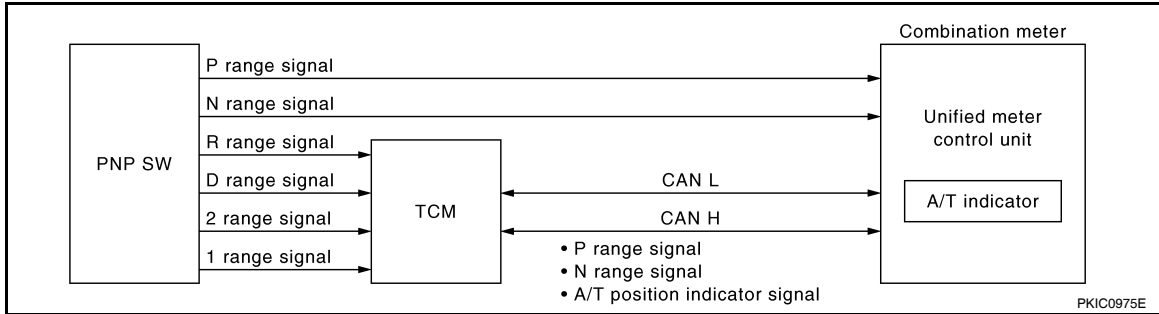 Combination meter
P range signal
N range signal
Unified meter
control unit
R range signal
PNP SW
D range signal
CAN L
A/T indicator
TCM
2 range signal
CAN H
1 range signal
• P range signal
• N range signal
• A/T position indicator signal
PKIC0975E